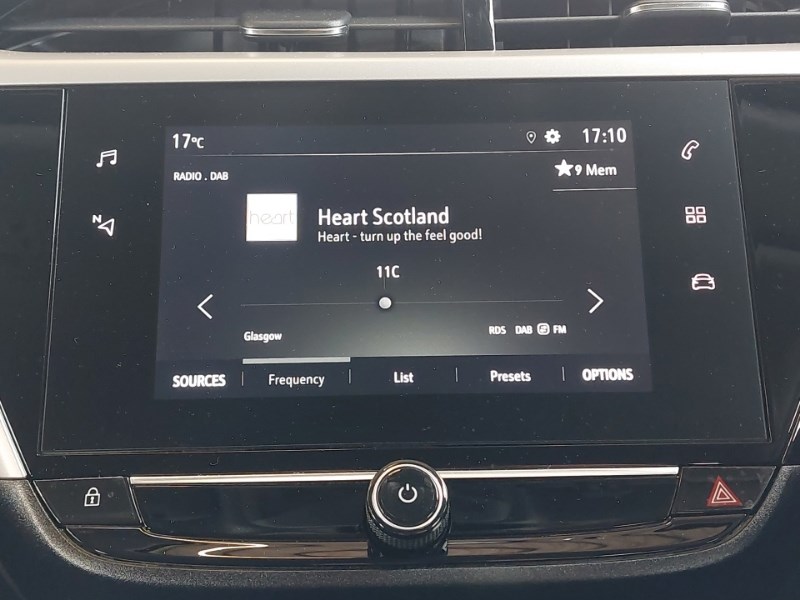 17°C
17:10
RADIO . DAB
9 Mem
N
heart
Heart Scotland
Heart - turn up the feel good!
11C
Glasgow
RDS DAB FM
SOURCES Frequency List Presets OPTIONS